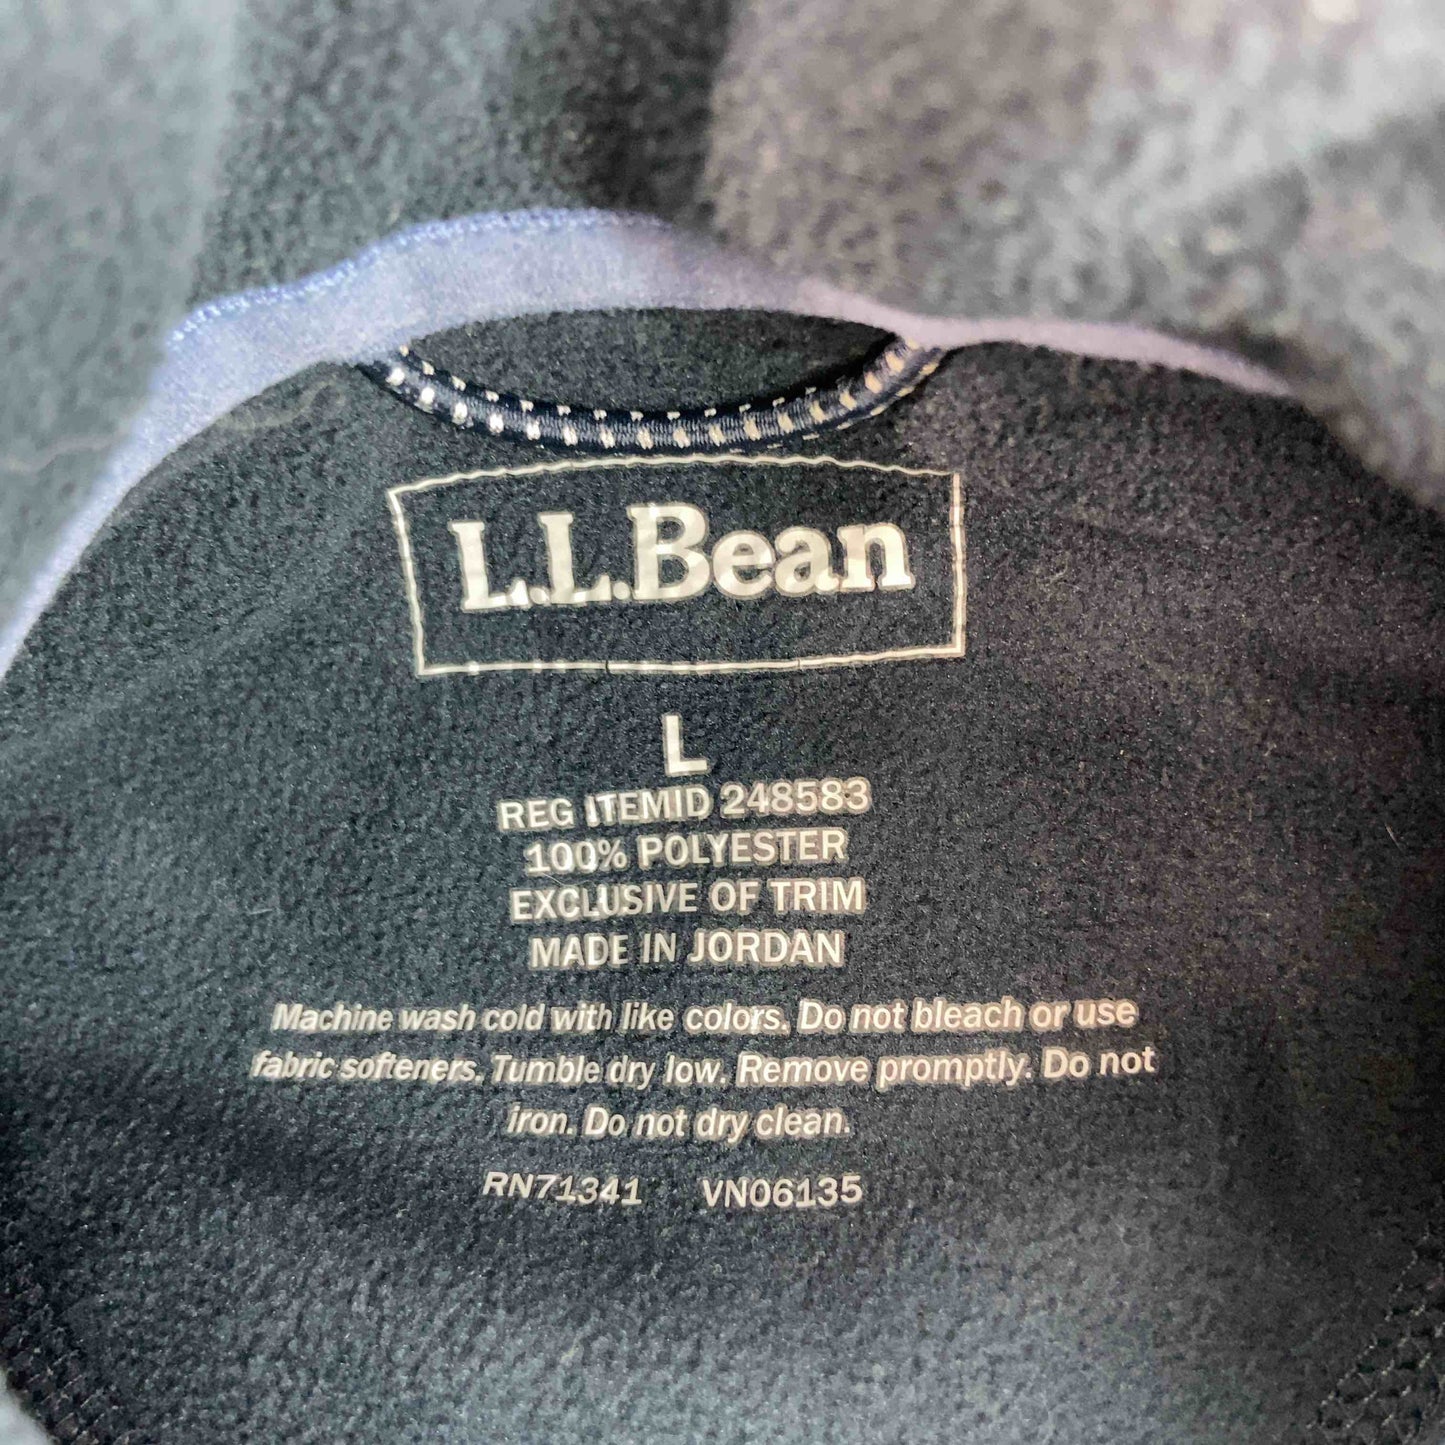 L.L.Bean
L
REG ITEMID 248583
100% POLYESTER
EXCLUSIVE OF TRIM
MADE IN JORDAN
Machine wash cold with like colors. Do not bleach or use
fabric softeners. Tumble dry low. Remove promptly. Do not
iron. Do not dry clean.
RN71341 VN06135